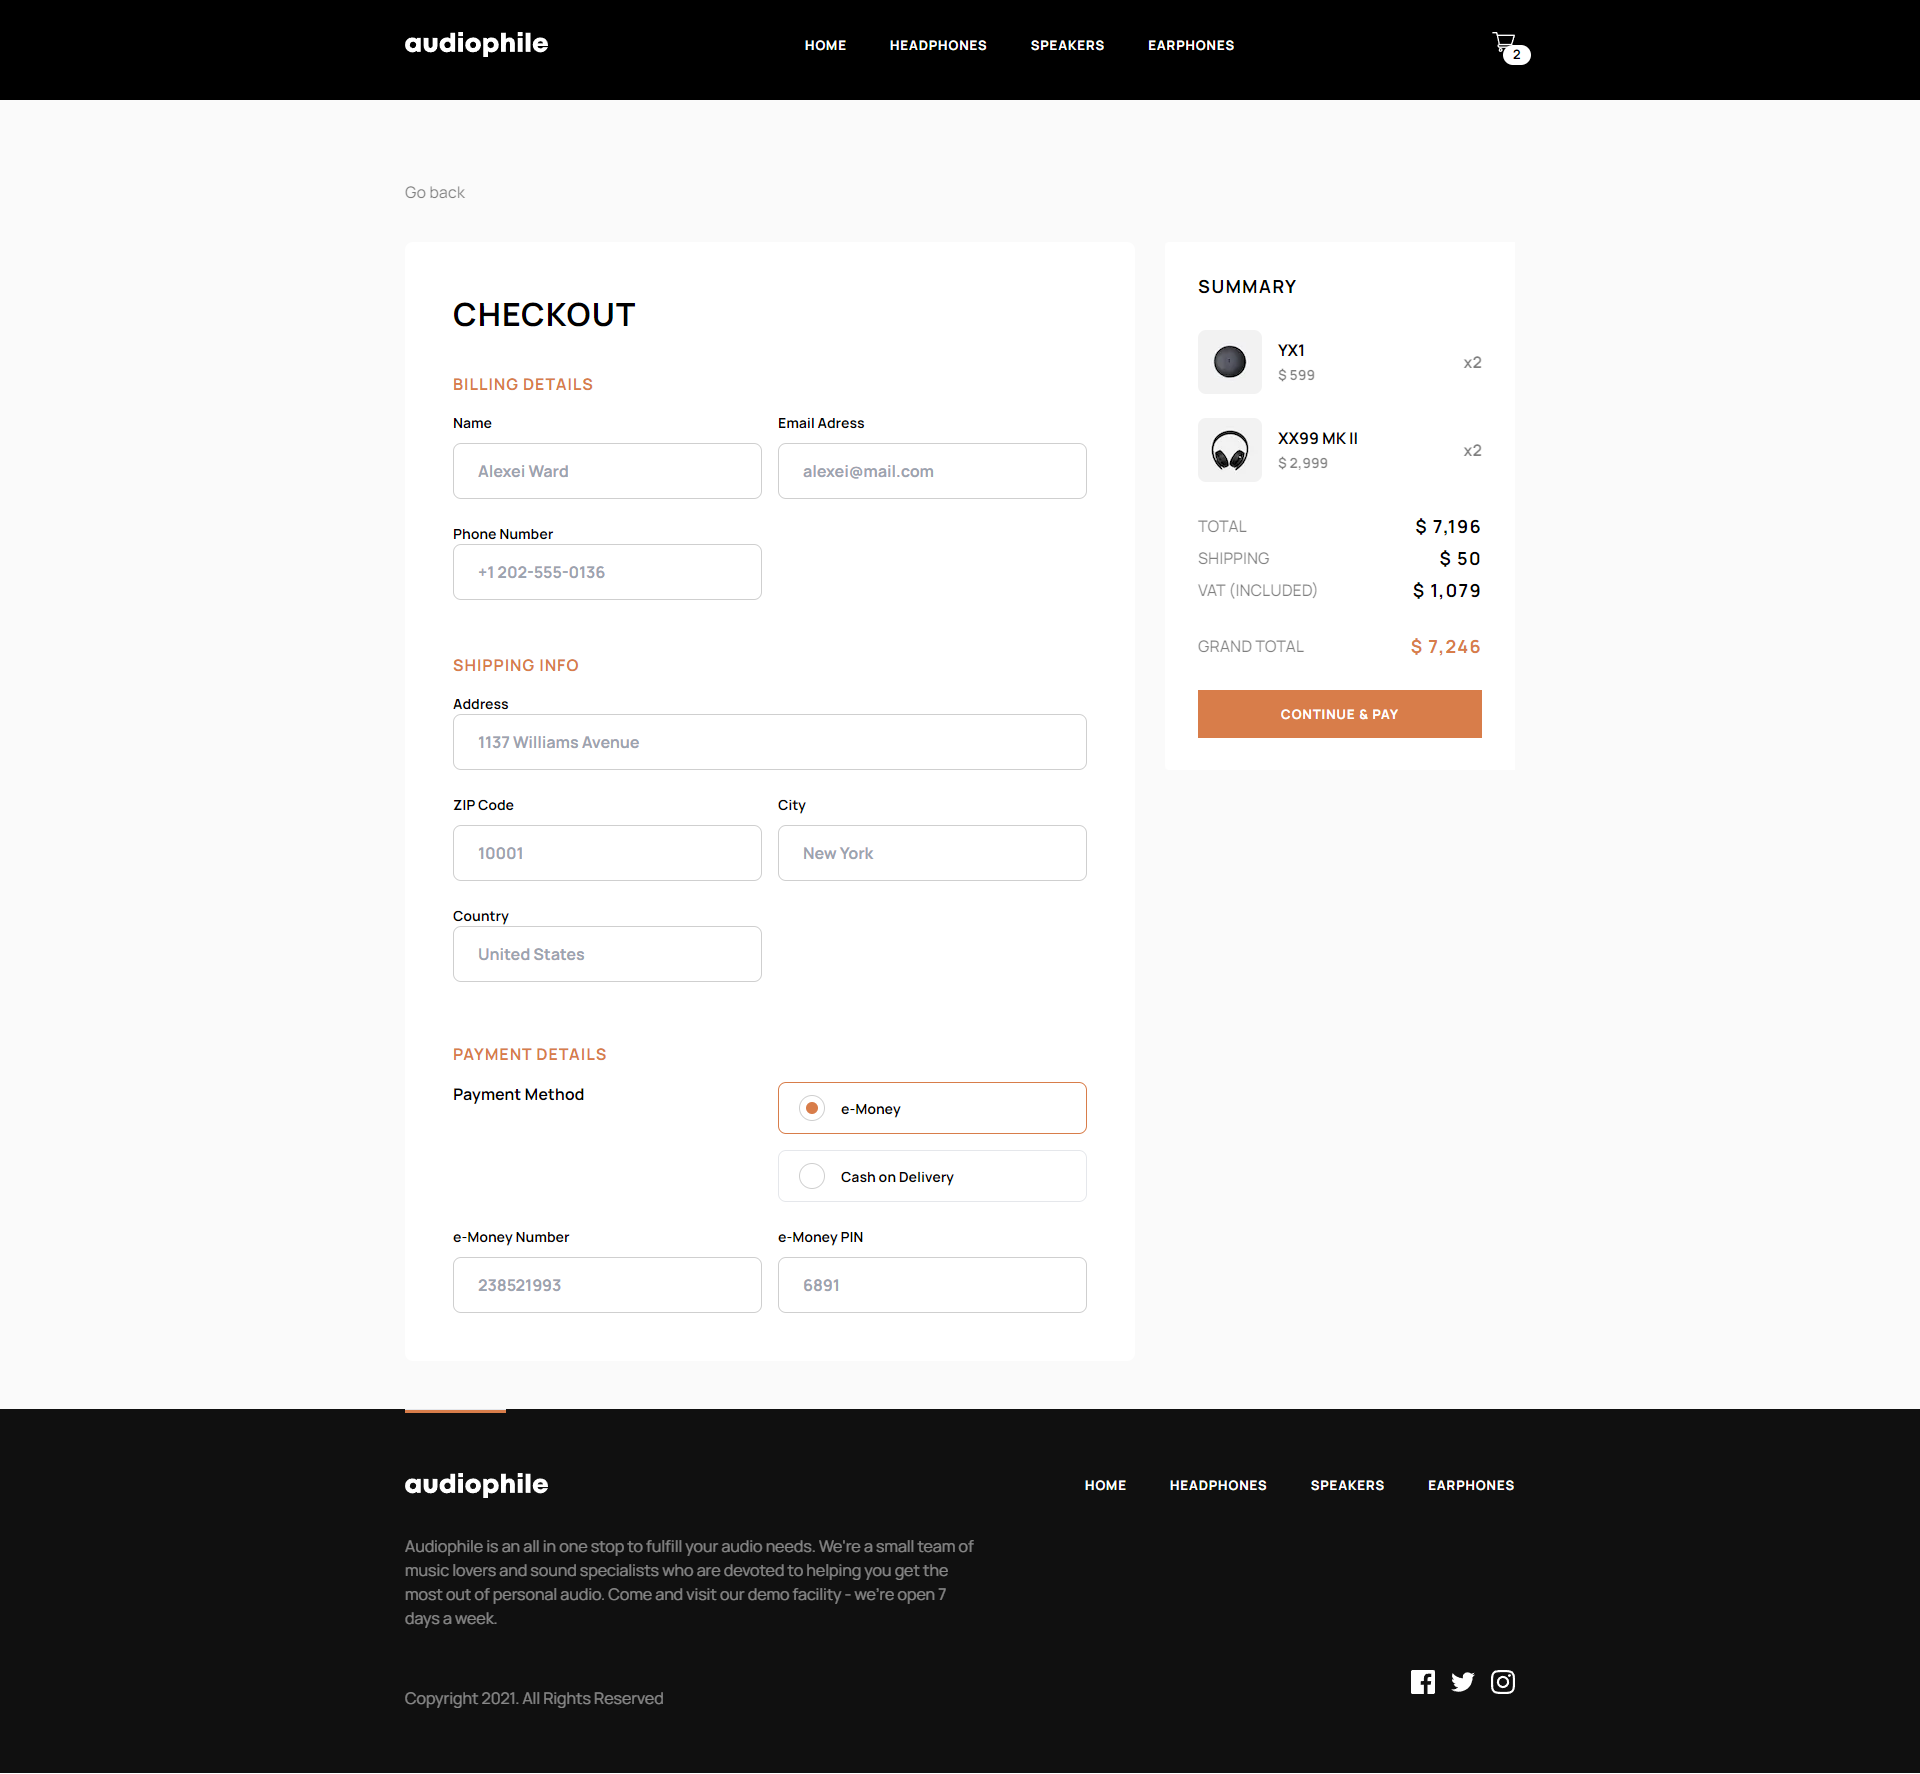 audiophile
HOME HEADPHONES SPEAKERS EARPHONES
2
Go back
CHECKOUT
BILLING DETAILS
Name Email Adress
Alexei Ward alexei@mail.com
Phone Number
+1 202-555-0136
SHIPPING INFO
Address
1137 Williams Avenue
ZIP Code City
10001 New York
Country
United States
PAYMENT DETAILS
Payment Method
e-Money
Cash on Delivery
e-Money Number e-Money PIN
238521993 6891
SUMMARY
YX1
$ 599
x2
XX99 MK II
$ 2,999
x2
TOTAL $ 7,196
SHIPPING $ 50
VAT (INCLUDED) $ 1,079
GRAND TOTAL $ 7,246
CONTINUE & PAY
audiophile
HOME HEADPHONES SPEAKERS EARPHONES
Audiophile is an all in one stop to fulfill your audio needs. We're a small team of
music lovers and sound specialists who are devoted to helping you get the
most out of personal audio. Come and visit our demo facility - we're open 7
days a week.
Copyright 2021. All Rights Reserved